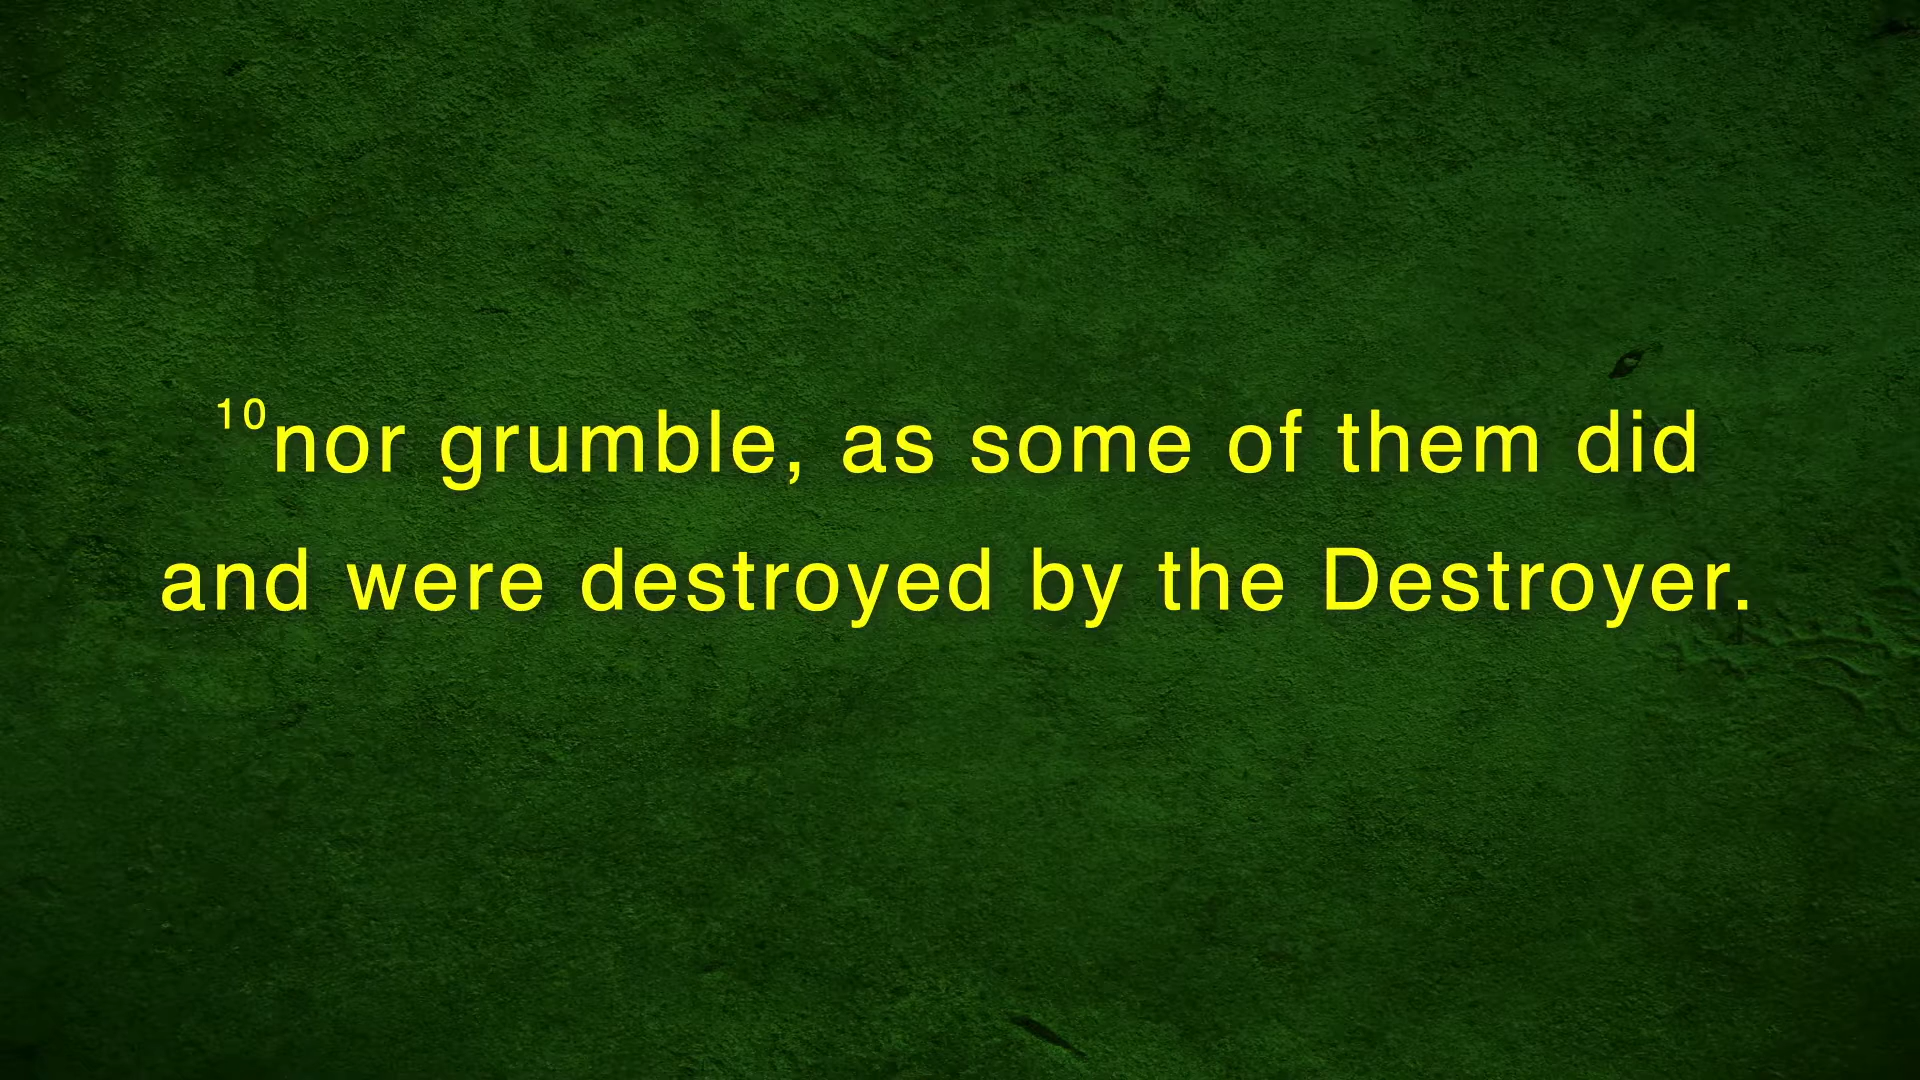 10nor grumble, as some of them did
and were destroyed by the Destroyer.